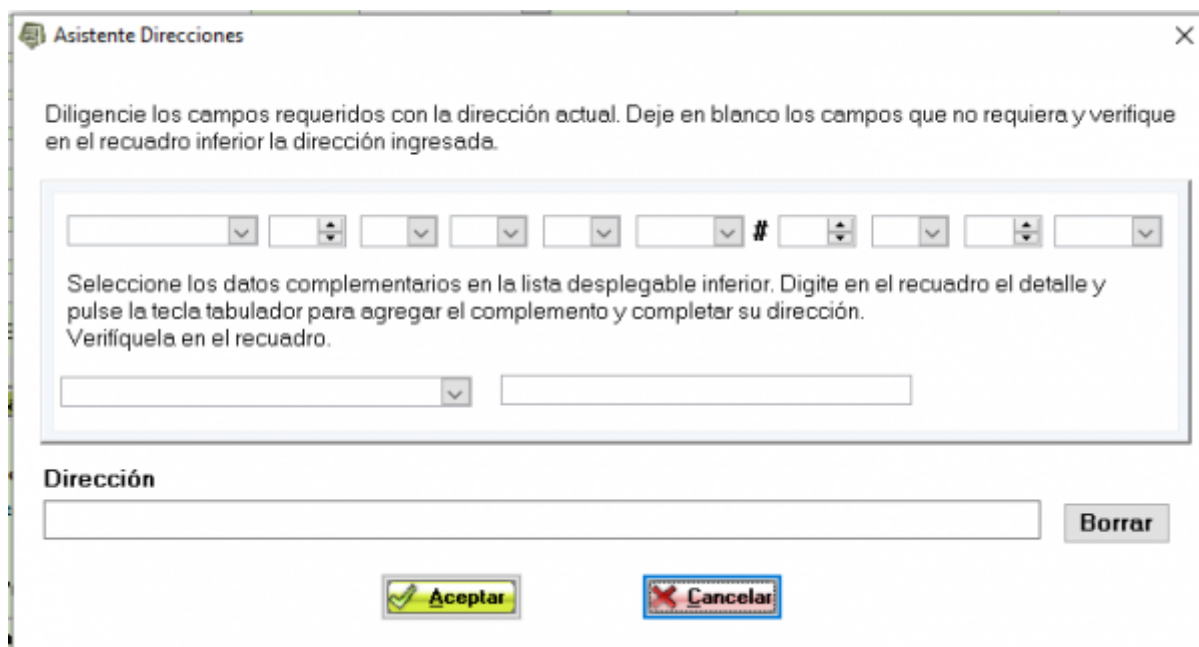 Asistente Direcciones
Diligencie los campos requeridos con la dirección actual. Deje en blanco los campos que no requiera y verifique
en el recuadro inferior la dirección ingresada.
#
Seleccione los datos complementarios en la lista desplegable inferior. Digite en el recuadro el detalle y
pulse la tecla tabulador para agregar el complemento y completar su dirección.
Verifíquela en el recuadro.
Dirección
Borrar
Aceptar Cancelar